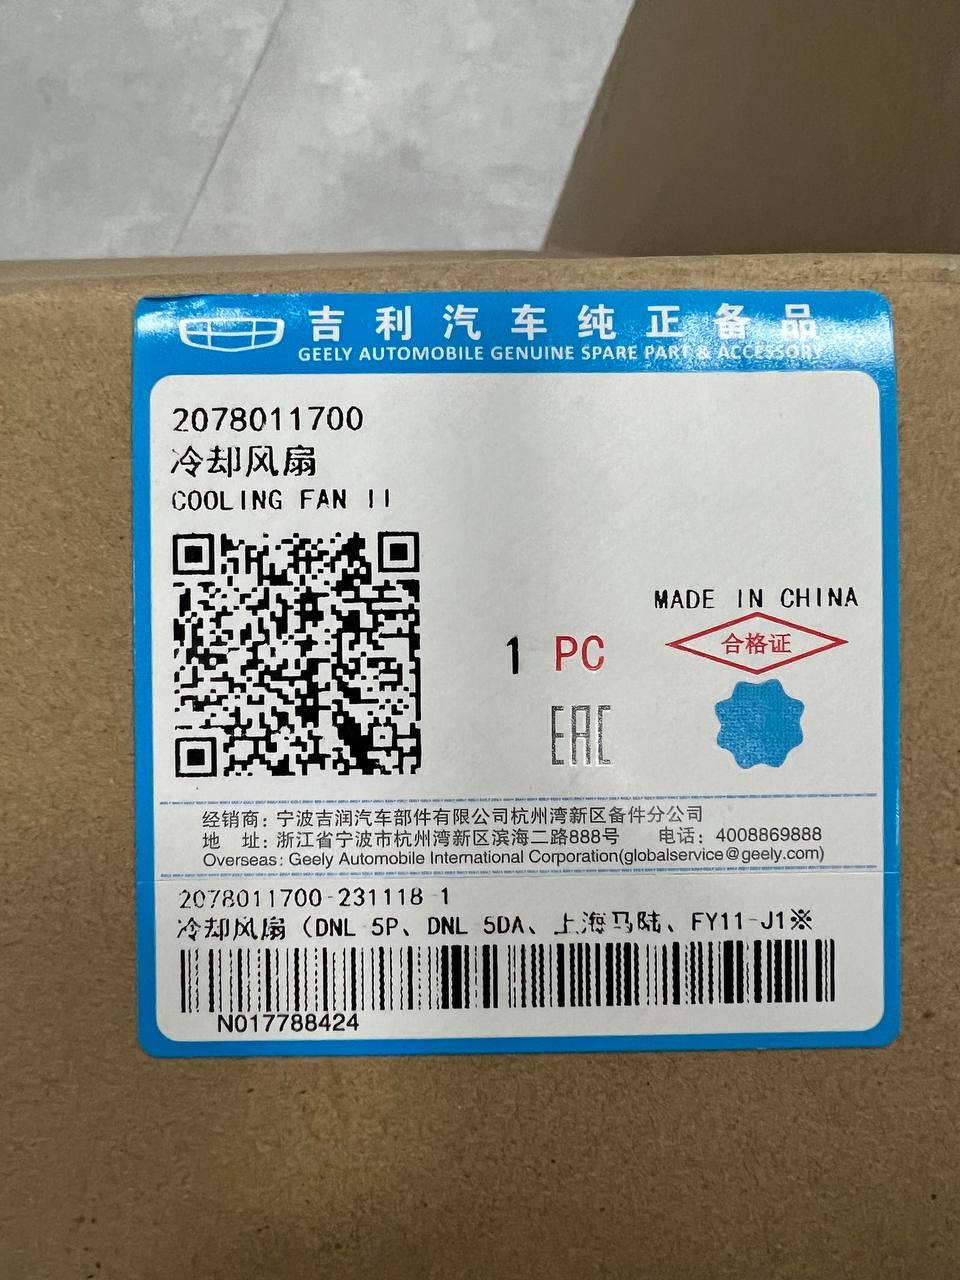 吉利汽车纯正备品
GEELY AUTOMOBILE GENUINE SPARE PART & ACCESSORY
2078011700
冷却风扇
COOLING FAN II
MADE IN CHINA
合格证
1 PC
EAC
经销商: 宁波吉润汽车部件有限公司杭州湾新区备件分公司
地 址: 浙江省宁波市杭州湾新区滨海二路888号 电话: 4008869888
Overseas: Geely Automobile International Corporation(globalservice@geely.com)
2078011700-231118-1
冷却风扇（DNL 5P、DNL 5DA、上海马陆、FY11-J1※
N017788424